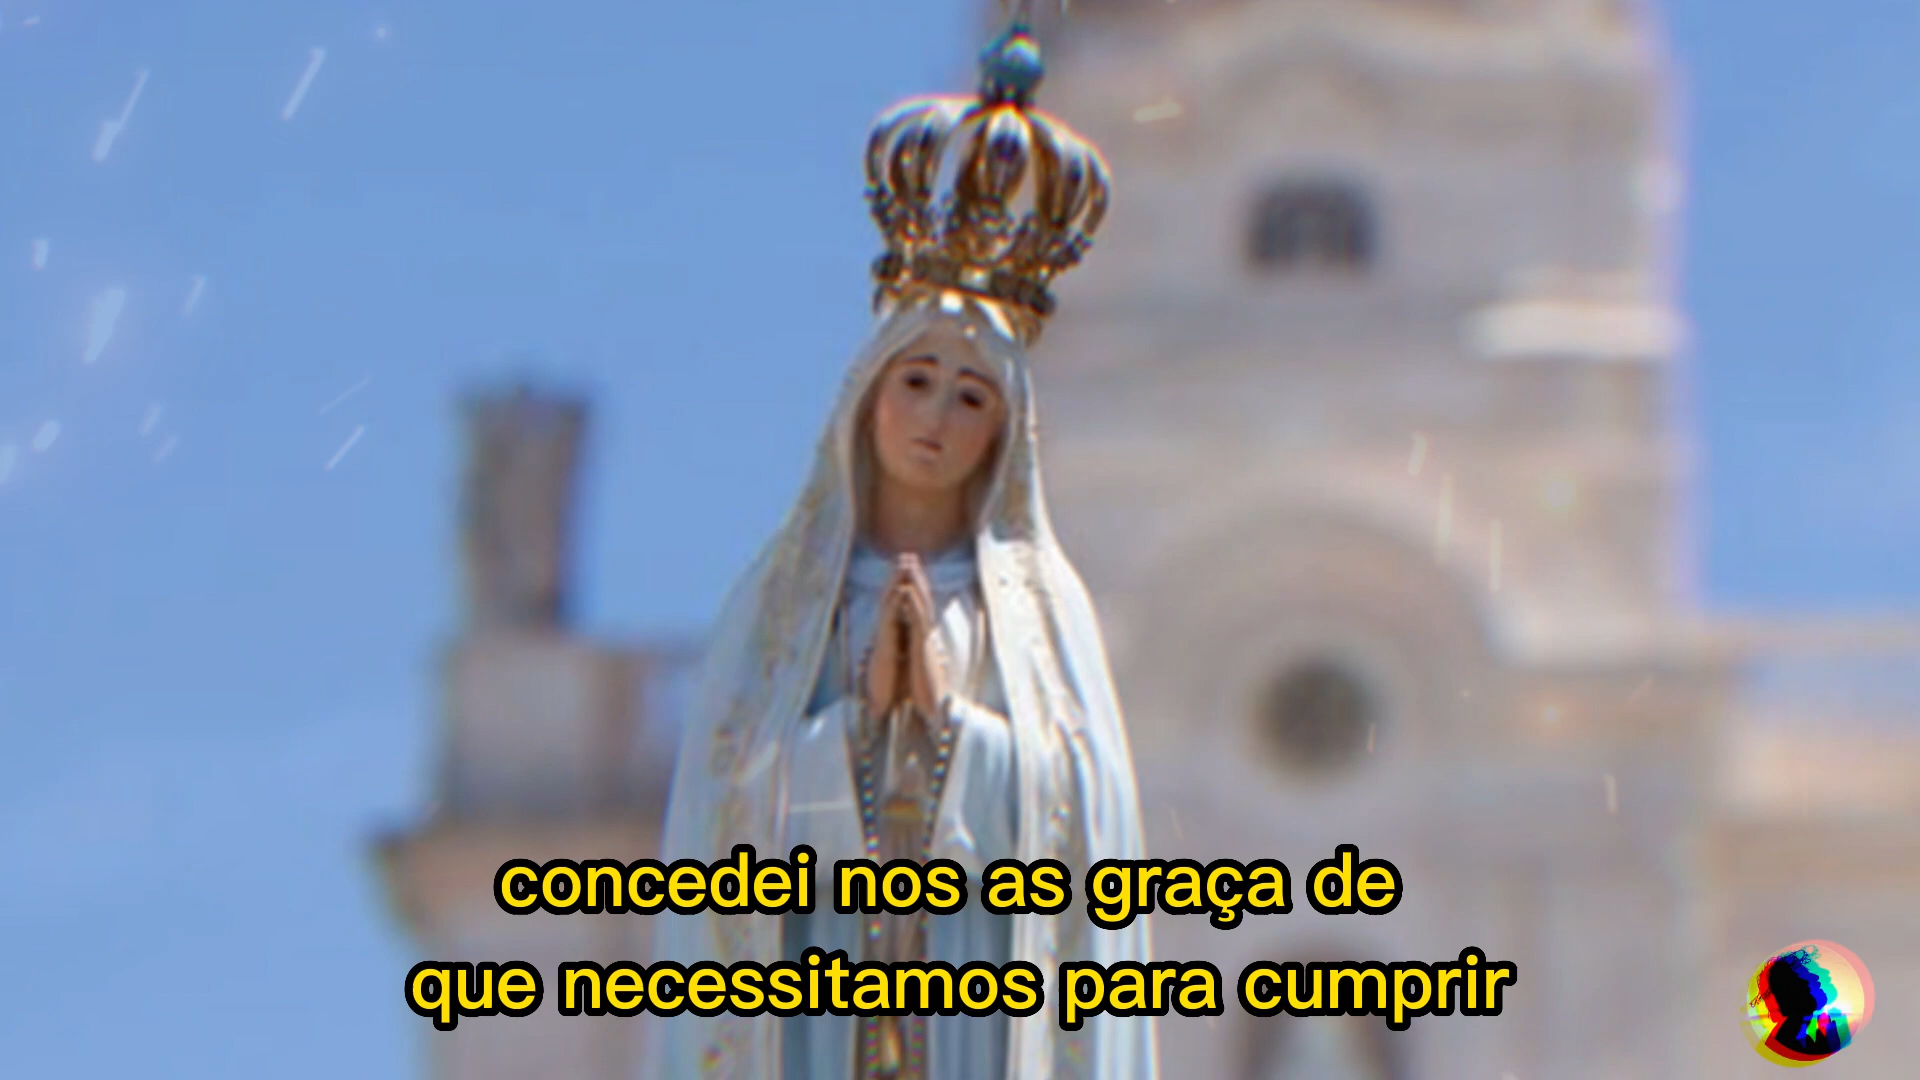 concedei nos as graça de
que necessitamos para cumprir